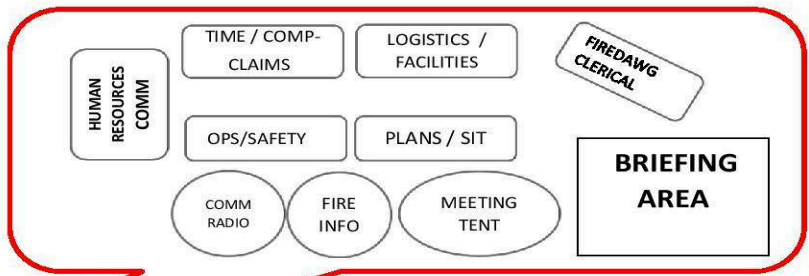 TIME / COMP-
CLAIMS
LOGISTICS /
FACILITIES
FIREDAWG
CLERICAL
HUMAN
RESOURCES
COMM
OPS/SAFETY
PLANS / SIT
BRIEFING
AREA
COMM
RADIO
FIRE
INFO
MEETING
TENT